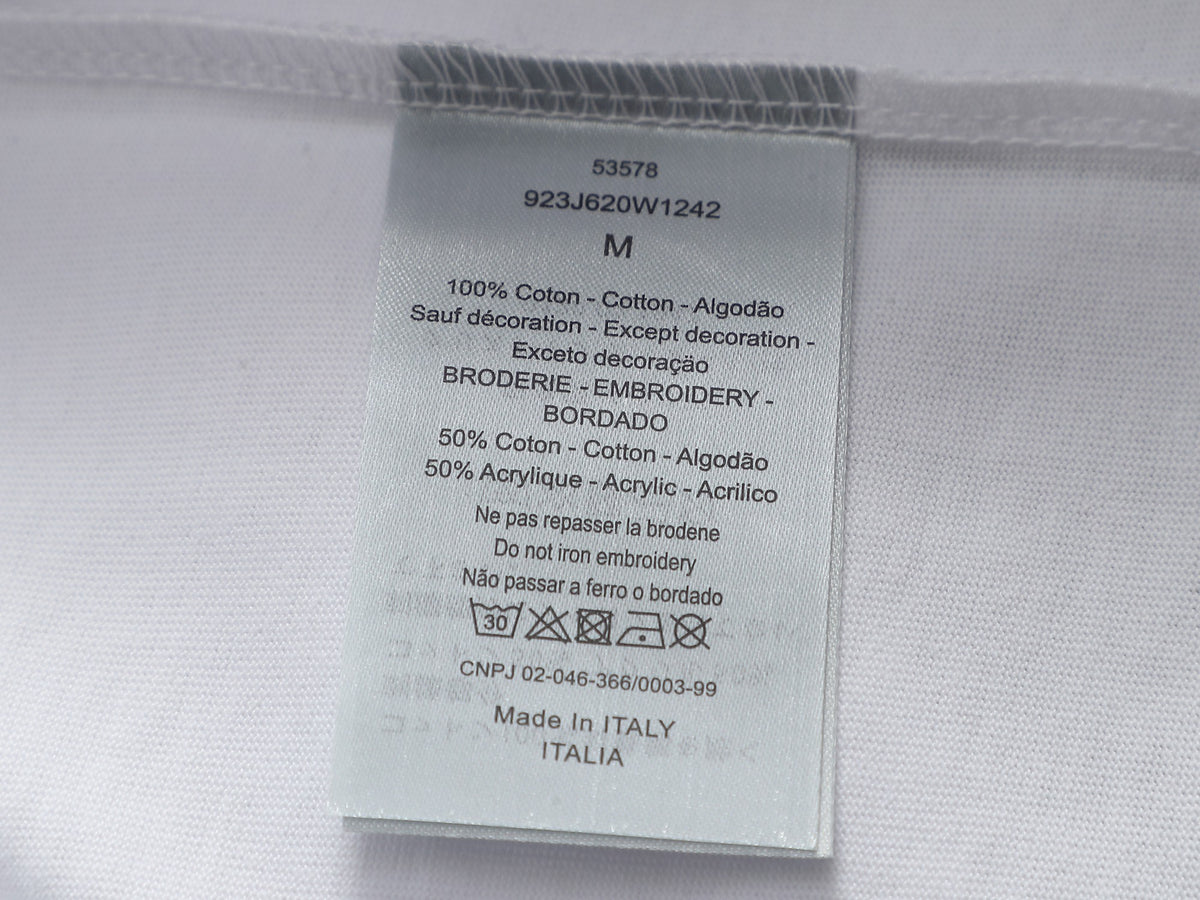 53578
923J620W1242
M
100% Coton - Cotton - Algodão
Sauf décoration - Except decoration -
Exceto decoração
BRODERIE - EMBROIDERY -
BORDADO
50% Coton - Cotton - Algodão
50% Acrylique - Acrylic - Acrilico
Ne pas repasser la brodene
Do not iron embroidery
Não passar a ferro o bordado
30
CNPJ 02-046-366/0003-99
Made In ITALY
ITALIA